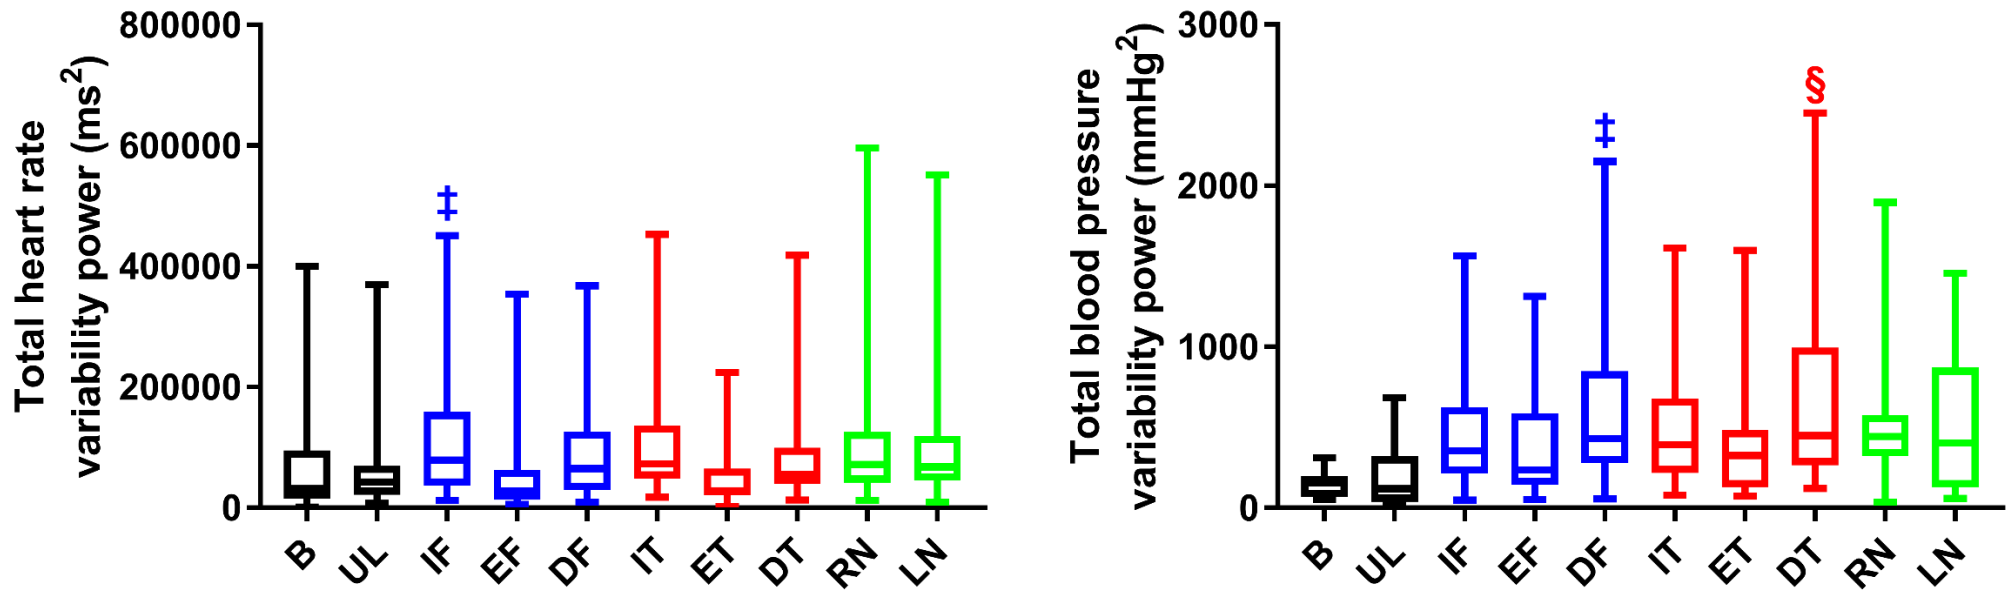 Total heart rate
variability power (ms²)
800000
600000
400000
200000
0
‡
B UL IF EF DF IT ET DT RN LN
Total blood pressure
variability power (mmHg²)
3000
2000
1000
0
‡
§
B UL IF EF DF IT ET DT RN LN